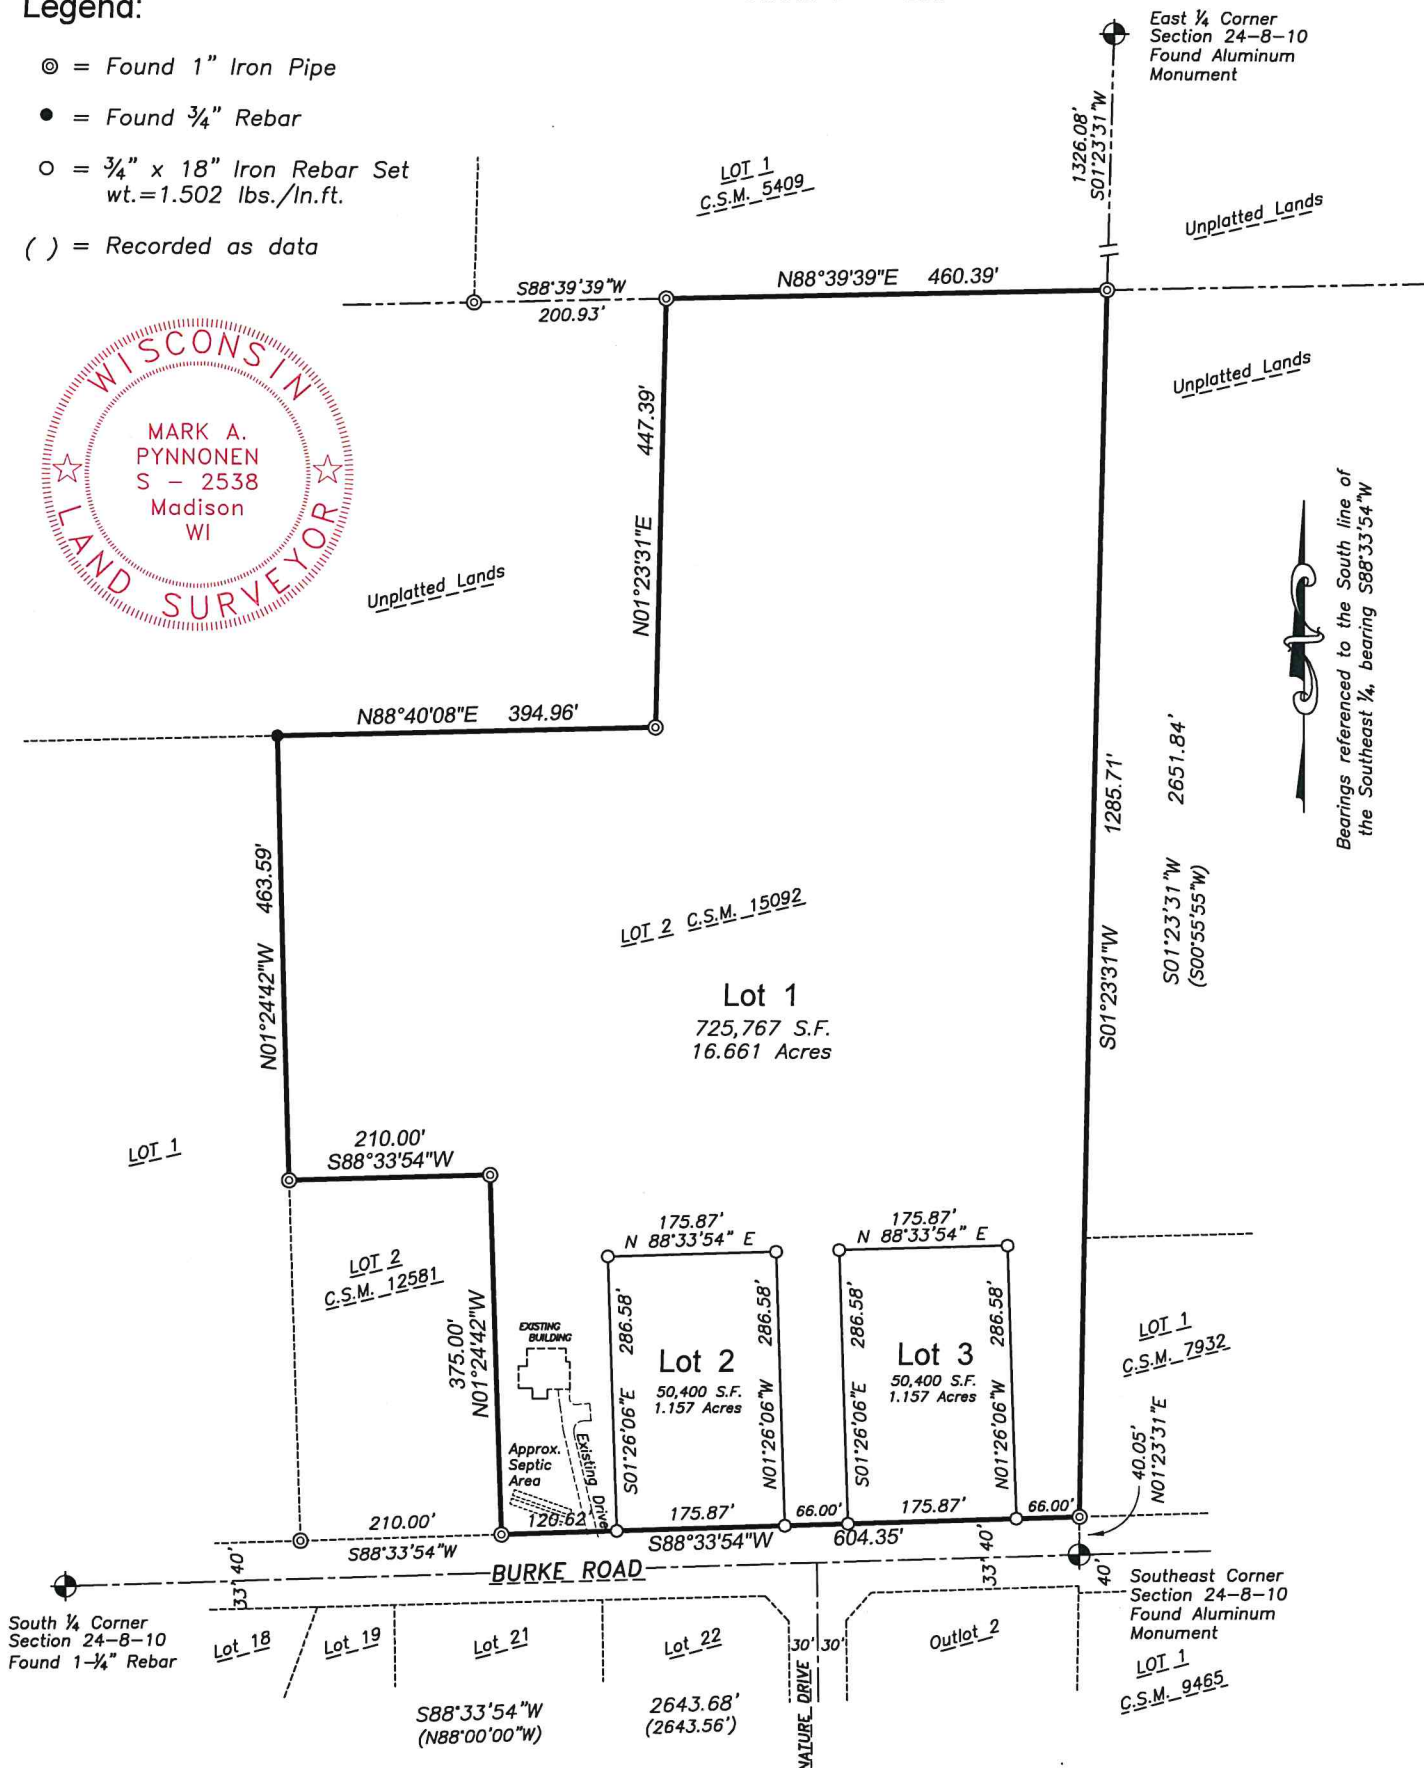 Legend:
◎ = Found 1" Iron Pipe
● = Found ¾" Rebar
○ = ¾" x 18" Iron Rebar Set
wt.=1.502 lbs./ln.ft.
( ) = Recorded as data
East ¼ Corner
Section 24-8-10
Found Aluminum
Monument
1326.08'
S01°23'31"W
LOT 1
C.S.M. 5409
Unplatted Lands
S88°39'39"W
200.93'
N88°39'39"E 460.39'
Unplatted Lands
WISCONSIN
MARK A.
PYNNONEN
S - 2538
Madison
WI
LAND SURVEYOR
447.39'
N01°23'31"E
Unplatted Lands
Bearings referenced to the South line of
the Southeast ¼, bearing S88°33'54"W
N88°40'08"E 394.96'
463.59'
N01°24'42"W
1285.71'
S01°23'31"W
2651.84'
S01°23'31"W
(S00°55'55"W)
LOT 2 C.S.M. 15092
Lot 1
725,767 S.F.
16.661 Acres
LOT 1
210.00'
S88°33'54"W
LOT 2
C.S.M. 12581
375.00'
N01°24'42"W
175.87'
N 88°33'54" E
175.87'
N 88°33'54" E
286.58'
S01°26'06"E
Lot 2
50,400 S.F.
1.157 Acres
286.58'
N01°26'06"W
286.58'
S01°26'06"E
Lot 3
50,400 S.F.
1.157 Acres
286.58'
N01°26'06"W
LOT 1
C.S.M. 7932
EXISTING
BUILDING
Approx.
Septic
Area
Existing Drive
40.05'
N01°23'31"E
210.00'
S88°33'54"W
120.62
175.87'
66.00'
175.87'
66.00'
S88°33'54"W 604.35'
BURKE ROAD
33' 40'
33' 40'
40'
South ¼ Corner
Section 24-8-10
Found 1-¼" Rebar
Southeast Corner
Section 24-8-10
Found Aluminum
Monument
Lot 18
Lot 19
Lot 21
Lot 22
30' 30'
NATURE DRIVE
Outlot 2
LOT 1
C.S.M. 9465
S88°33'54"W 2643.68'
(N88°00'00"W) (2643.56')